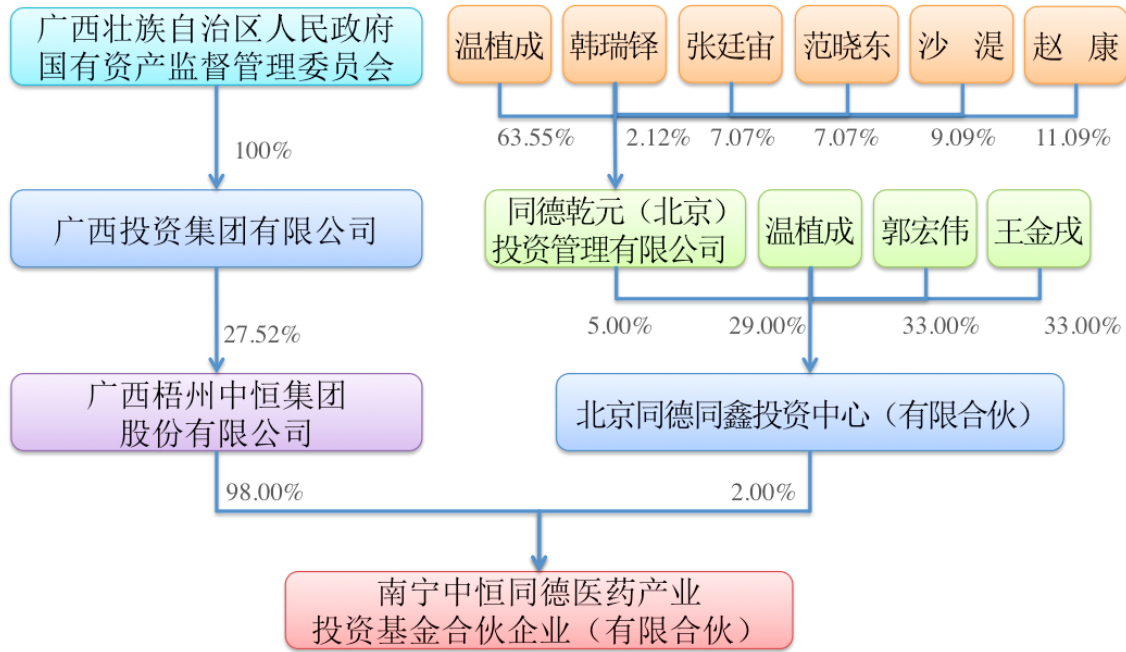 广西壮族自治区人民政府
国有资产监督管理委员会
温植成
韩瑞铎
张廷宙
范晓东
沙 湜
赵 康
100%
63.55%
2.12%
7.07%
7.07%
9.09%
11.09%
广西投资集团有限公司
同德乾元（北京）
投资管理有限公司
温植成
郭宏伟
王金戌
27.52%
5.00%
29.00%
33.00%
33.00%
广西梧州中恒集团
股份有限公司
北京同德同鑫投资中心（有限合伙）
98.00%
2.00%
南宁中恒同德医药产业
投资基金合伙企业（有限合伙）